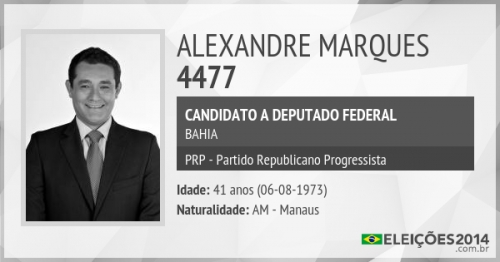 ALEXANDRE MARQUES
4477
CANDIDATO A DEPUTADO FEDERAL
BAHIA
PRP - Partido Republicano Progressista
Idade: 41 anos (06-08-1973)
Naturalidade: AM - Manaus
ELEIÇÕES2014
.com.br